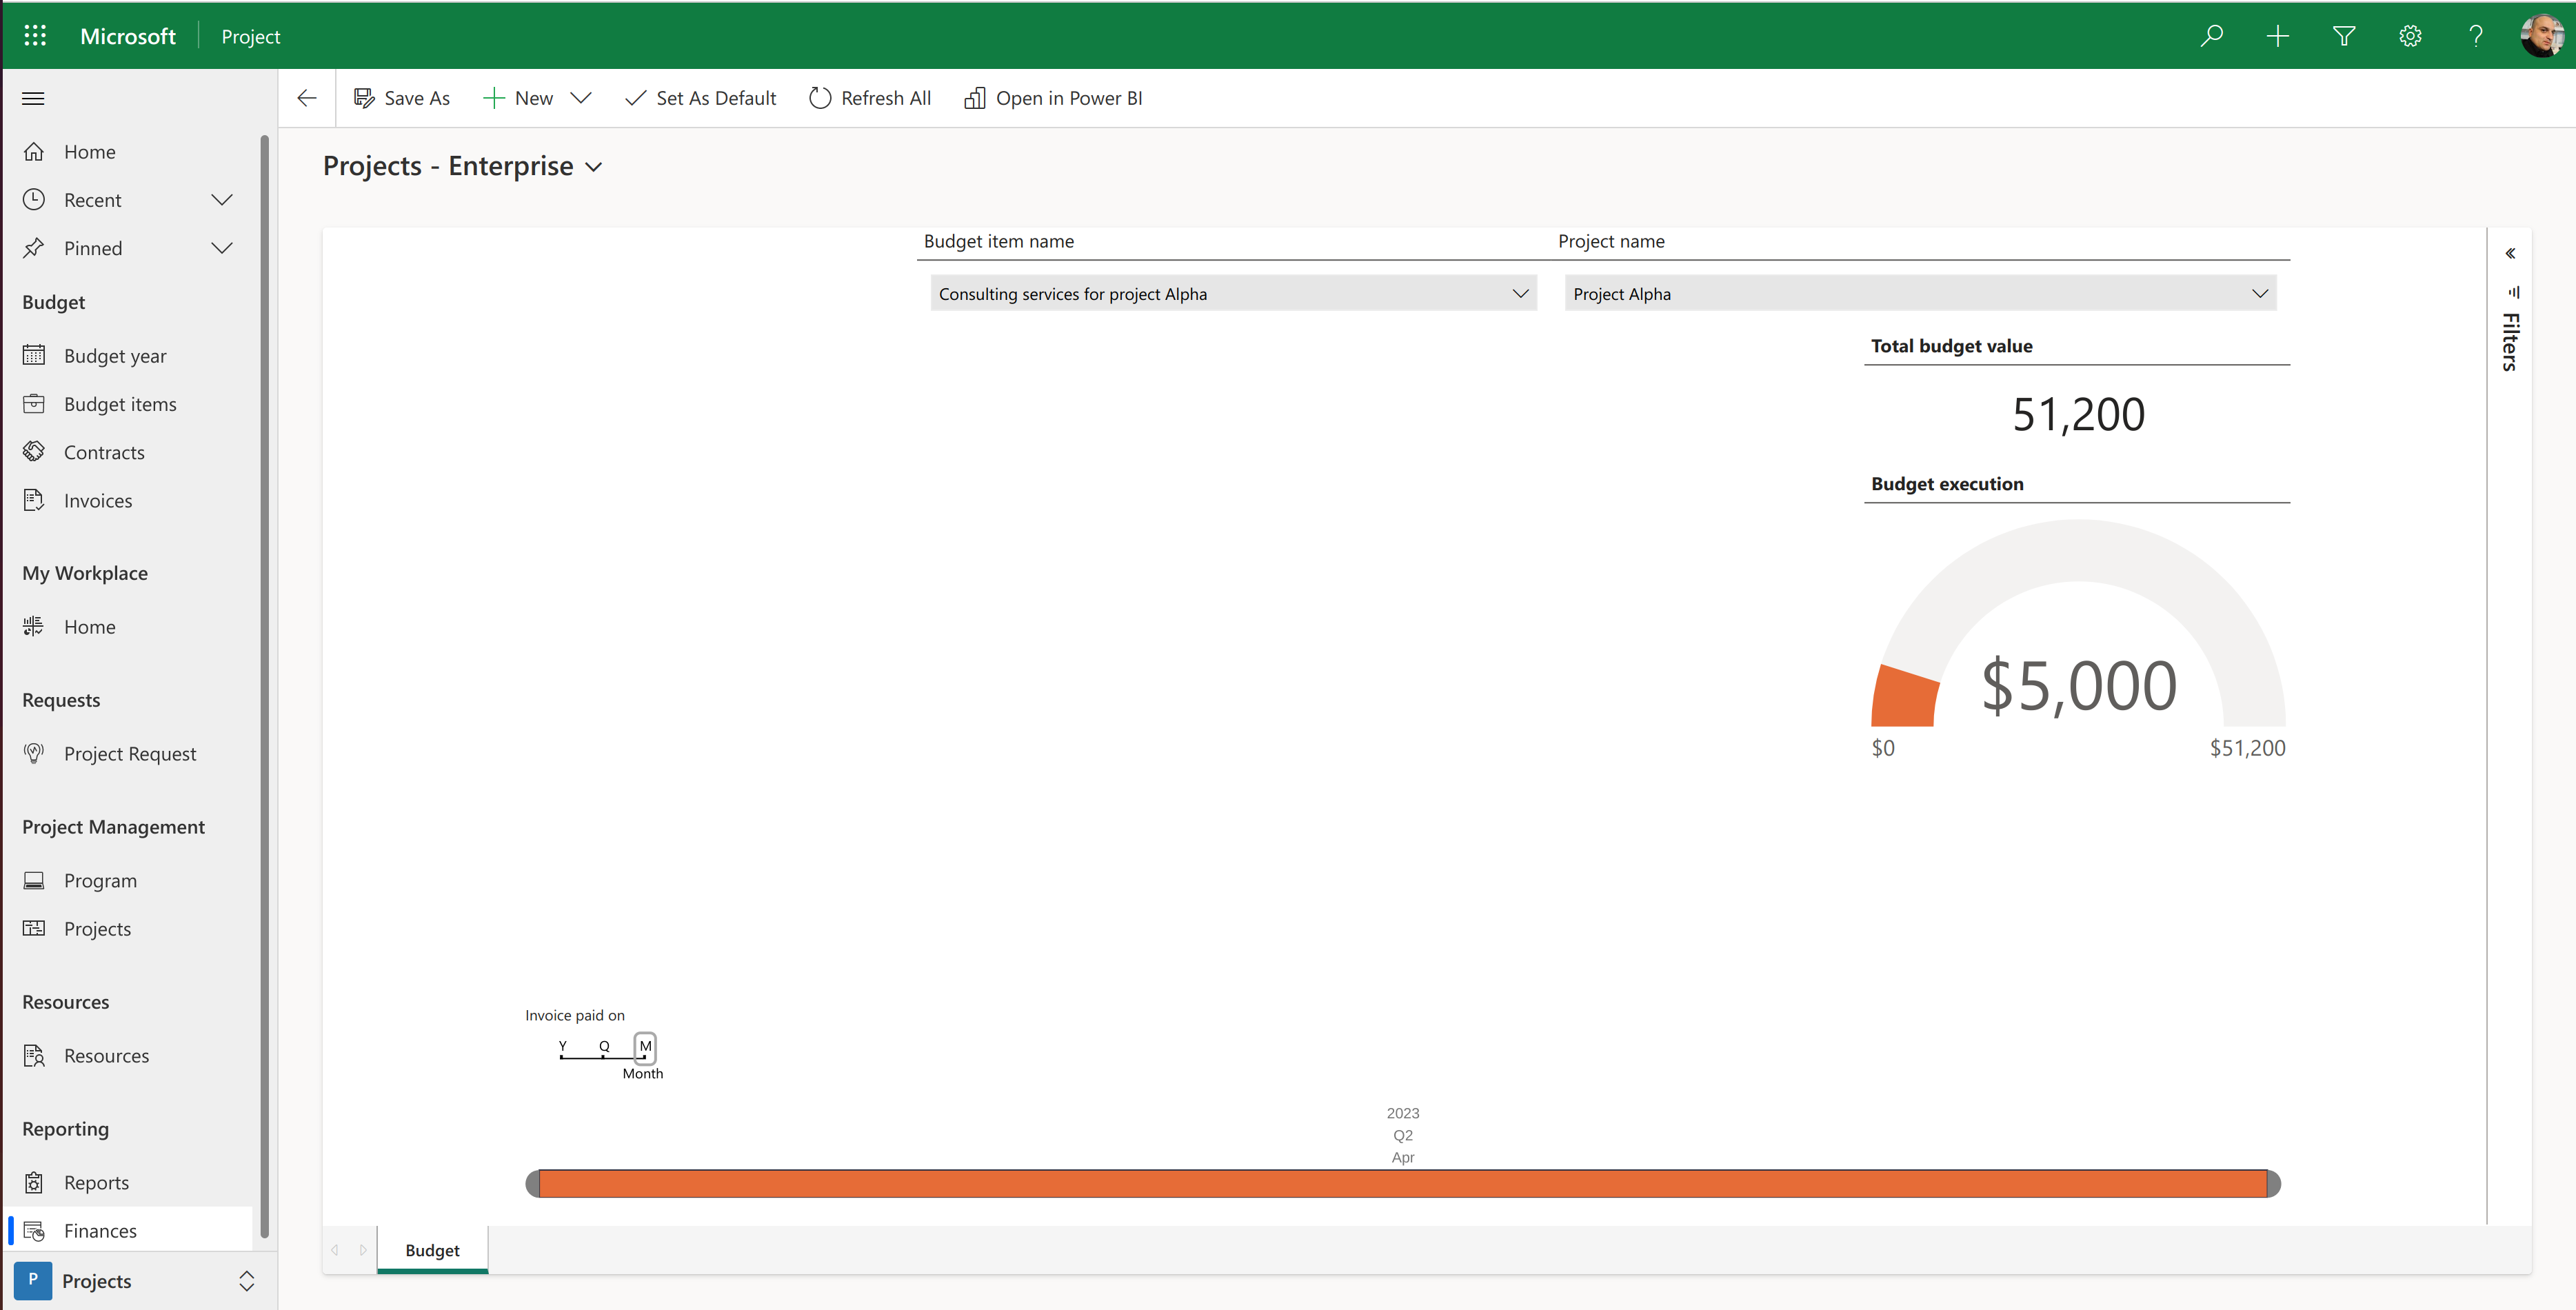 Microsoft
Project
Save As
New
Set As Default
Refresh All
Open in Power BI
Home
Recent
Pinned
Budget
Budget year
Budget items
Contracts
Invoices
My Workplace
Home
Requests
Project Request
Project Management
Program
Projects
Resources
Resources
Reporting
Reports
Finances
P
Projects
Projects - Enterprise
Budget item name
Project name
Consulting services for project Alpha
Project Alpha
Filters
Total budget value
51,200
Budget execution
$5,000
$0
$51,200
Invoice paid on
Y Q M
Month
2023
Q2
Apr
Budget